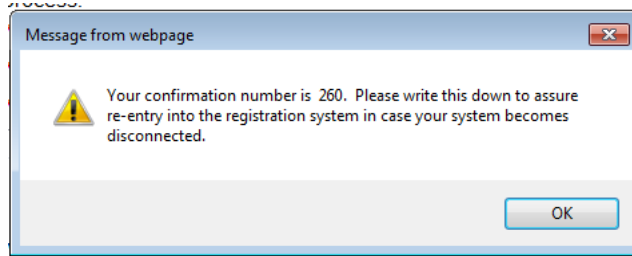 process:
Message from webpage
Your confirmation number is 260. Please write this down to assure
re-entry into the registration system in case your system becomes
disconnected.
OK